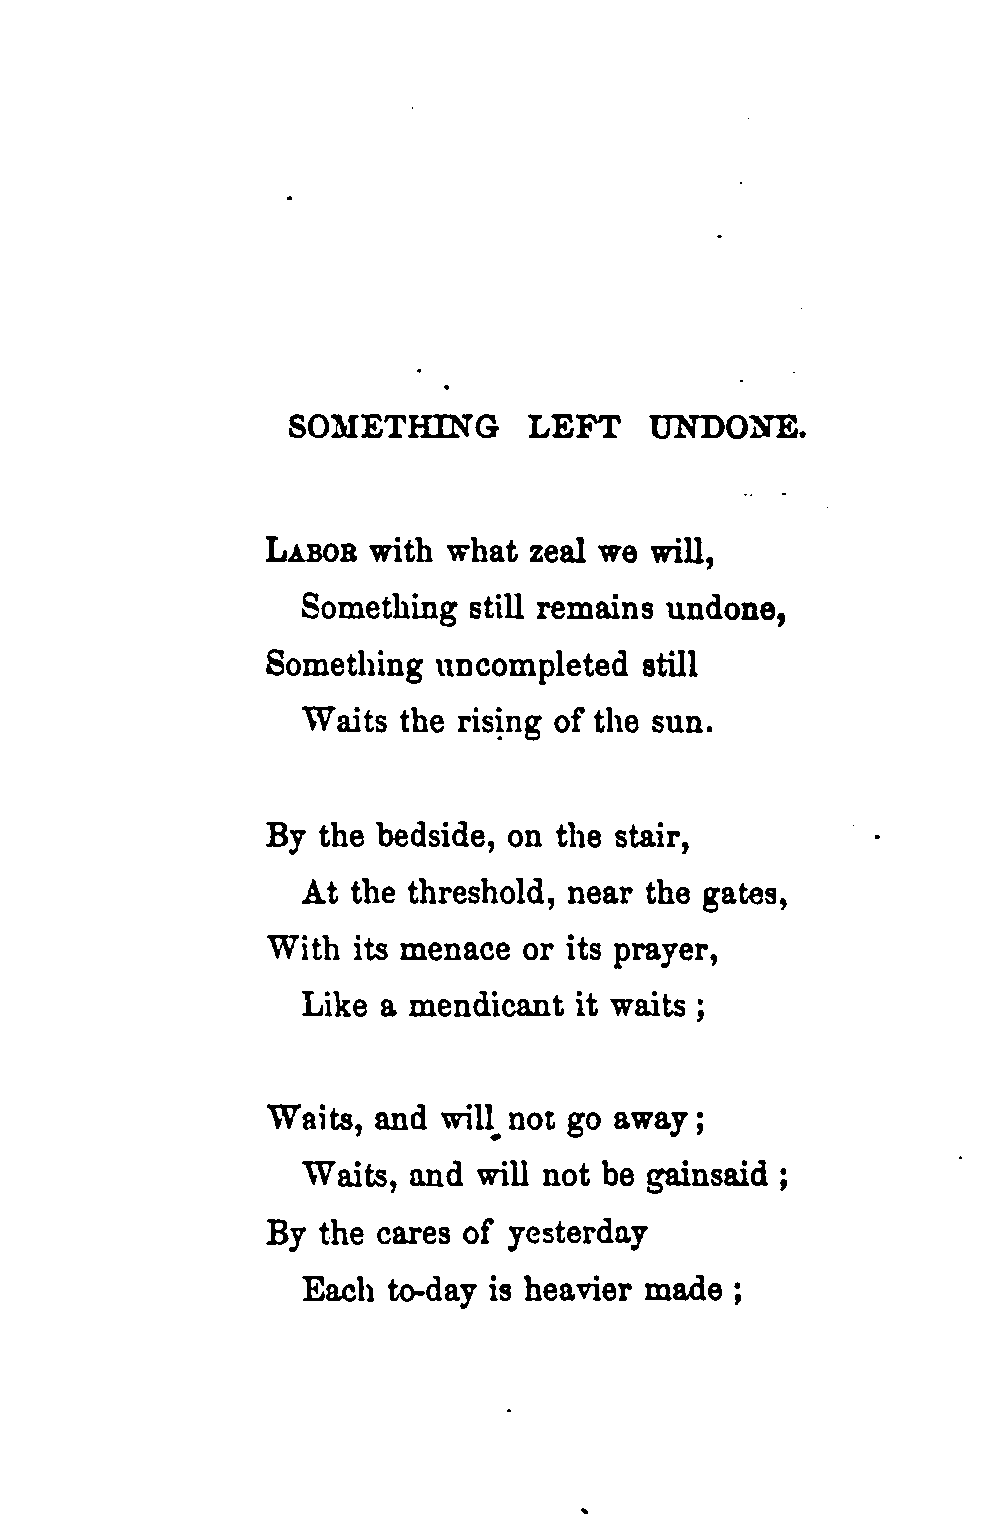 SOMETHING LEFT UNDONE.
LABOR with what zeal we will,
Something still remains undone,
Something uncompleted still
Waits the rising of the sun.
By the bedside, on the stair,
At the threshold, near the gates,
With its menace or its prayer,
Like a mendicant it waits ;
Waits, and will not go away ;
Waits, and will not be gainsaid ;
By the cares of yesterday
Each to-day is heavier made ;